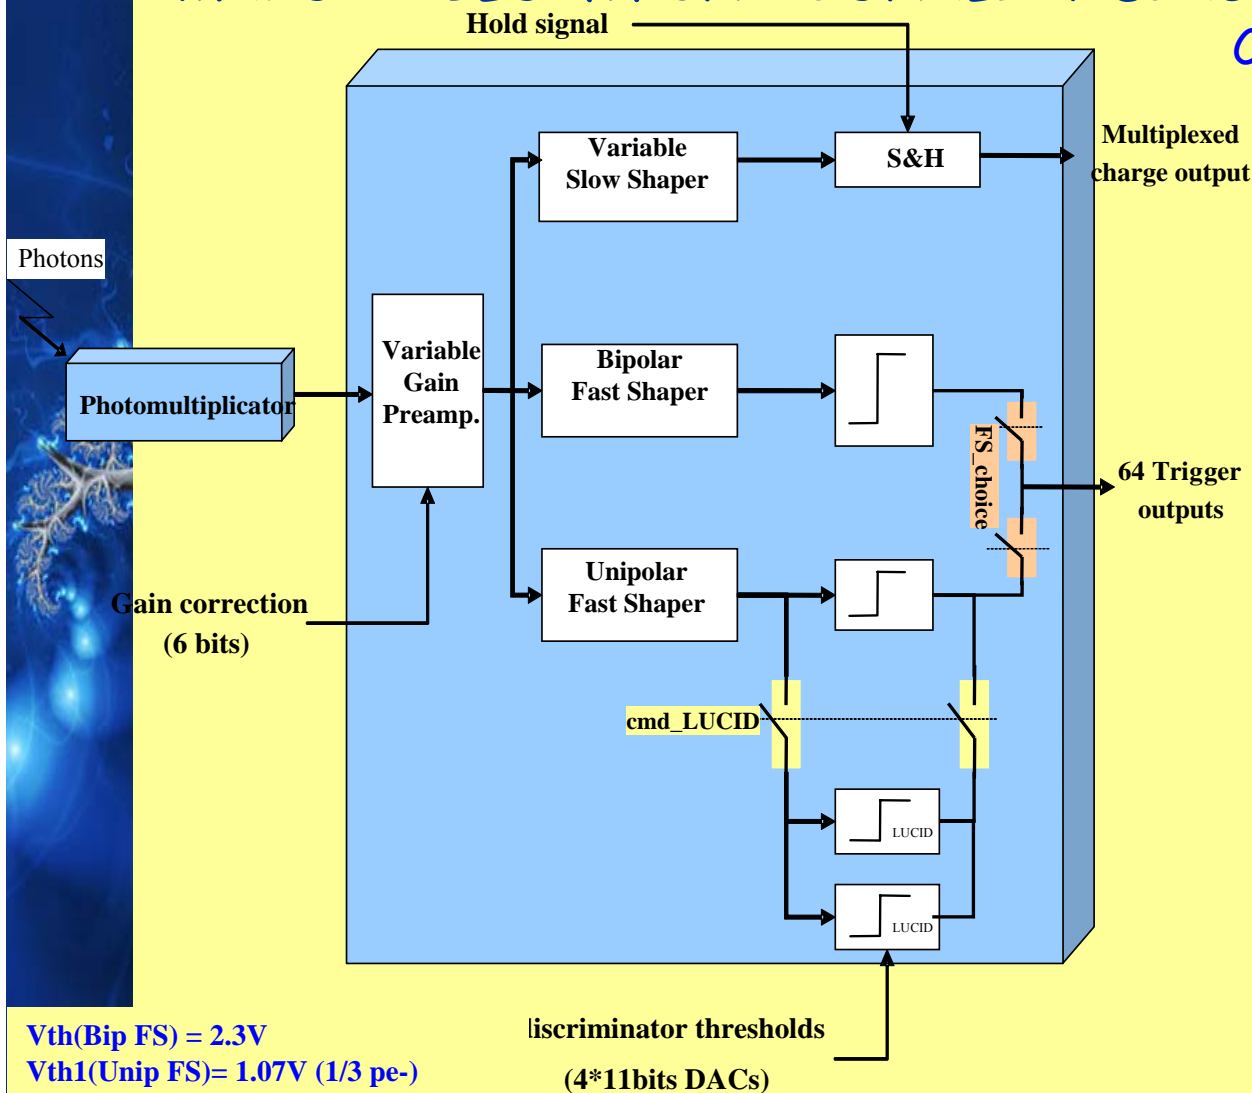 Hold signal
Variable
Slow Shaper
S&H
Multiplexed
charge output
Photons
Variable
Gain
Preamp.
Bipolar
Fast Shaper
Photomultiplicator
FS_choice
64 Trigger
outputs
Unipolar
Fast Shaper
Gain correction
(6 bits)
cmd_LUCID
LUCID
LUCID
iscriminator thresholds
(4*11bits DACs)
Vth(Bip FS) = 2.3V
Vth1(Unip FS)= 1.07V (1/3 pe-)